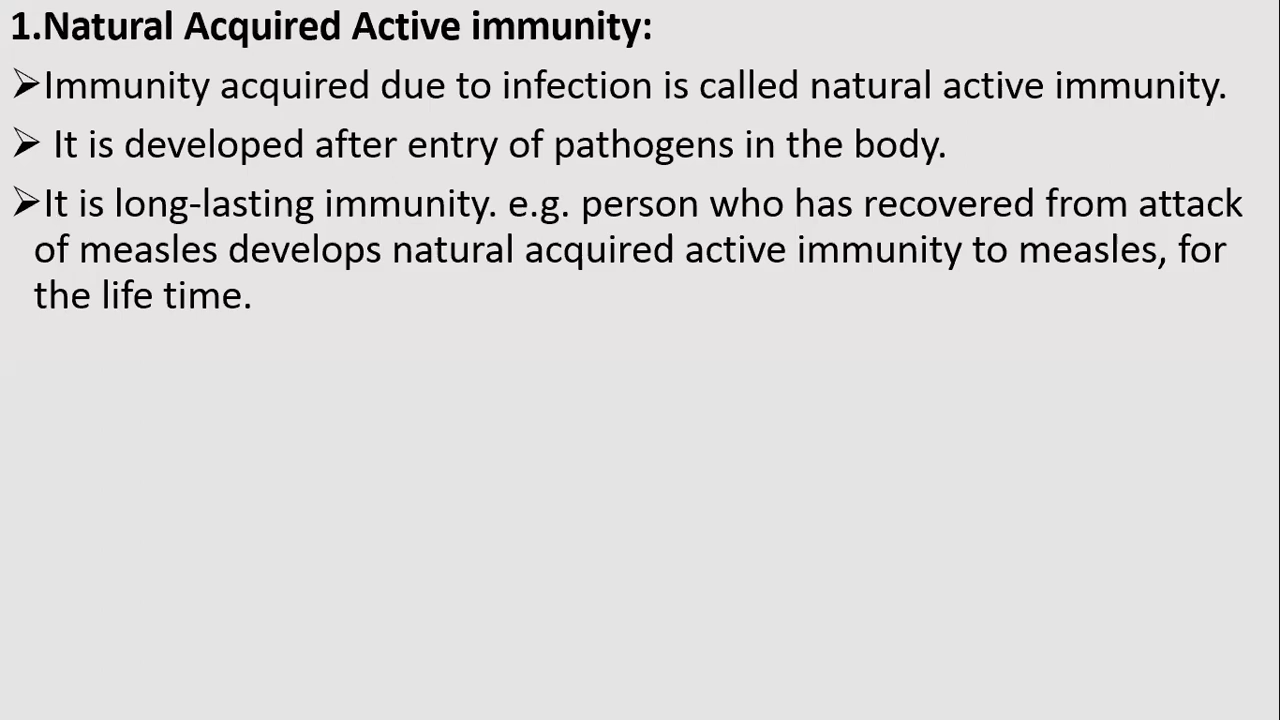 1.Natural Acquired Active immunity:
➢Immunity acquired due to infection is called natural active immunity.
➢ It is developed after entry of pathogens in the body.
➢It is long-lasting immunity. e.g. person who has recovered from attack
of measles develops natural acquired active immunity to measles, for
the life time.